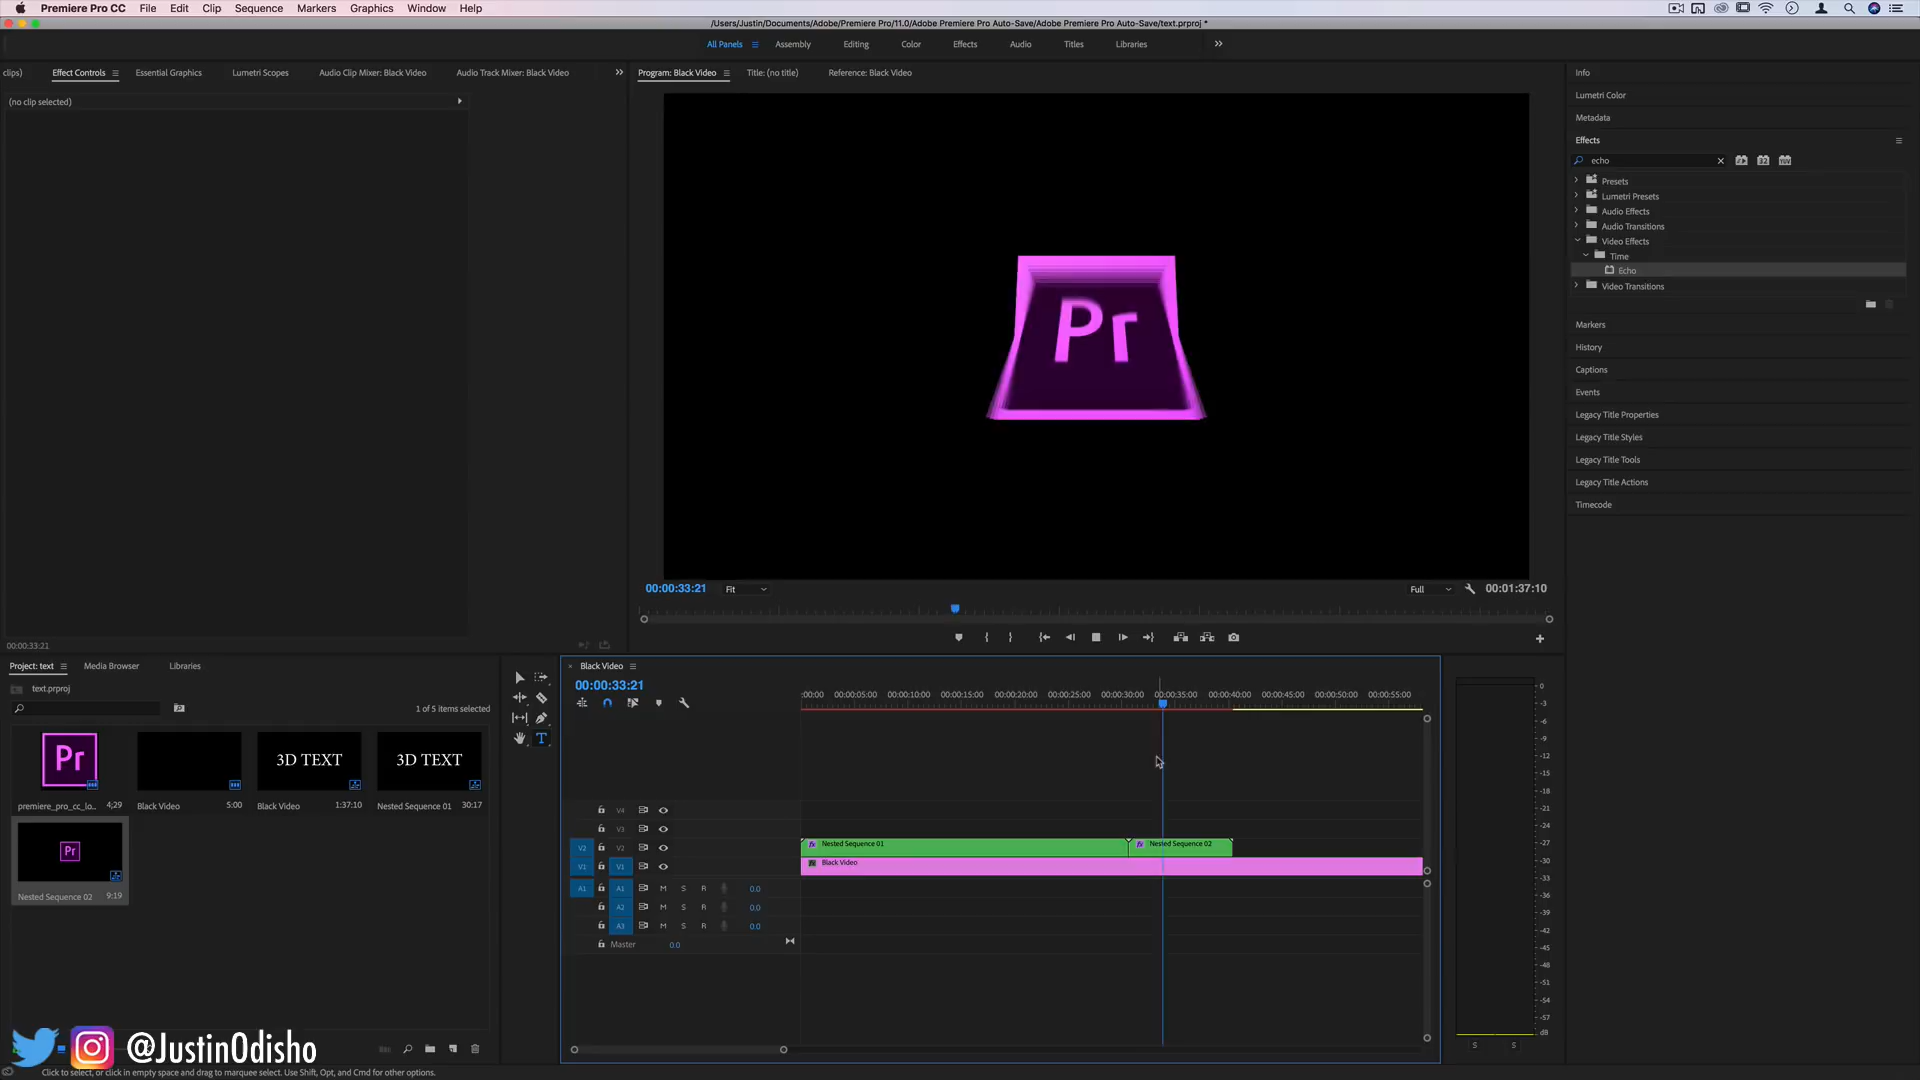 Premiere Pro CC File Edit Clip Sequence Markers Graphics Window Help
/Users/Justin/Documents/Adobe/Premiere Pro/11.0/Adobe Premiere Pro Auto-Save/Adobe Premiere Pro Auto-Save/text.prproj *
All Panels Assembly Editing Color Effects Audio Titles Libraries
clips) Effect Controls Essential Graphics Lumetri Scopes Audio Clip Mixer: Black Video Audio Track Mixer: Black Video
(no clip selected)
00:00:33:21
Program: Black Video Title: (no title) Reference: Black Video
Pr
00:00:33:21 Fit Full 00:01:37:10
Info
Lumetri Color
Metadata
Effects
echo
Presets
Lumetri Presets
Audio Effects
Audio Transitions
Video Effects
Time
Echo
Video Transitions
Markers
History
Captions
Events
Legacy Title Properties
Legacy Title Styles
Legacy Title Tools
Legacy Title Actions
Timecode
Project: text Media Browser Libraries
text.prproj
1 of 5 items selected
Pr
3D TEXT
3D TEXT
premiere_pro_cc_lo... 4;29
Black Video 5:00
Black Video 1:37:10
Nested Sequence 01 30:17
Pr
Nested Sequence 02 9:19
Black Video
00:00:33:21
:00:00 00:00:05:00 00:00:10:00 00:00:15:00 00:00:20:00 00:00:25:00 00:00:30:00 00:00:35:00 00:00:40:00 00:00:45:00 00:00:50:00 00:00:55:00
V4
V3
V2 V2 Nested Sequence 01 Nested Sequence 02
V1 V1 Black Video
A1 A1 M S R 0.0
A2 M S R 0.0
A3 M S R 0.0
Master 0.0
0
-3
-6
-9
-12
-15
-18
-21
-24
-27
-30
-33
-36
-39
-42
-45
-48
-51
-54
-57
dB
S S
@JustinOdisho
Click to select, or click in empty space and drag to marquee select. Use Shift, Opt, and Cmd for other options.